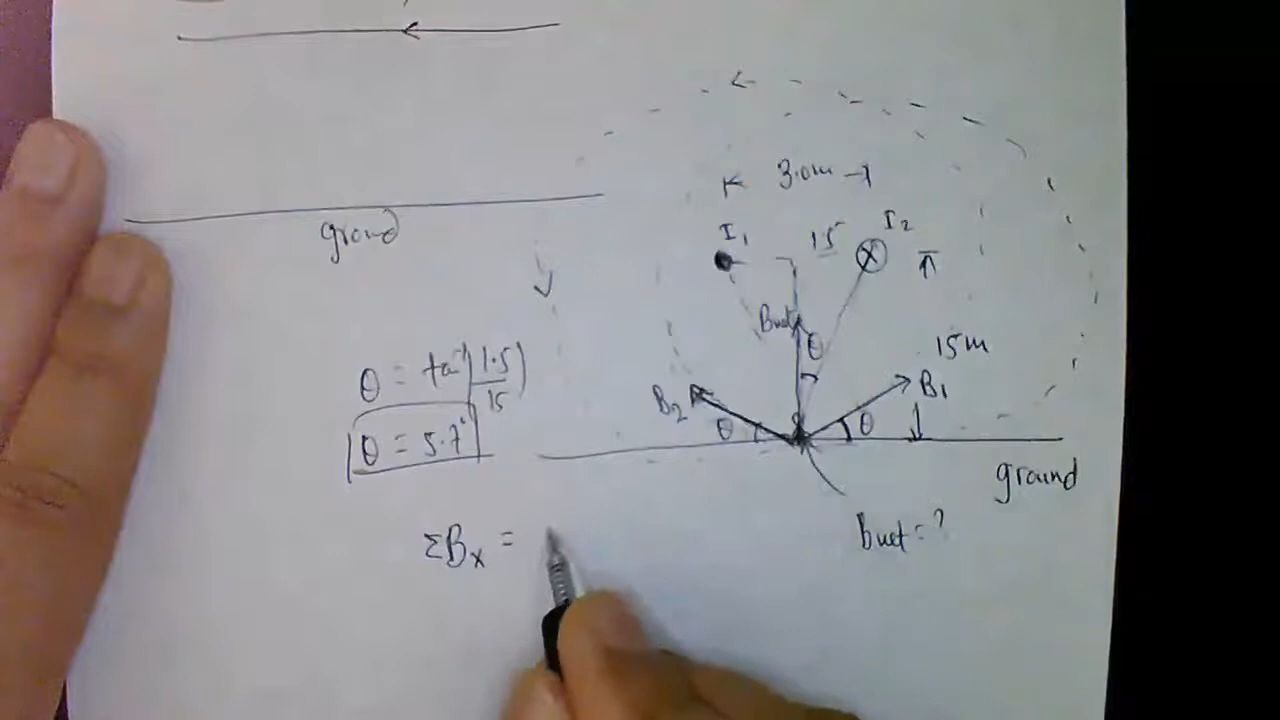 3.0m
I₁
1.5
I₂
ground
Bnet
θ
15m
θ = tan⁻¹(1.5/15)
B₂
θ
θ
B₁
θ = 5.7°
ground
ΣBₓ =
Bnet = ?